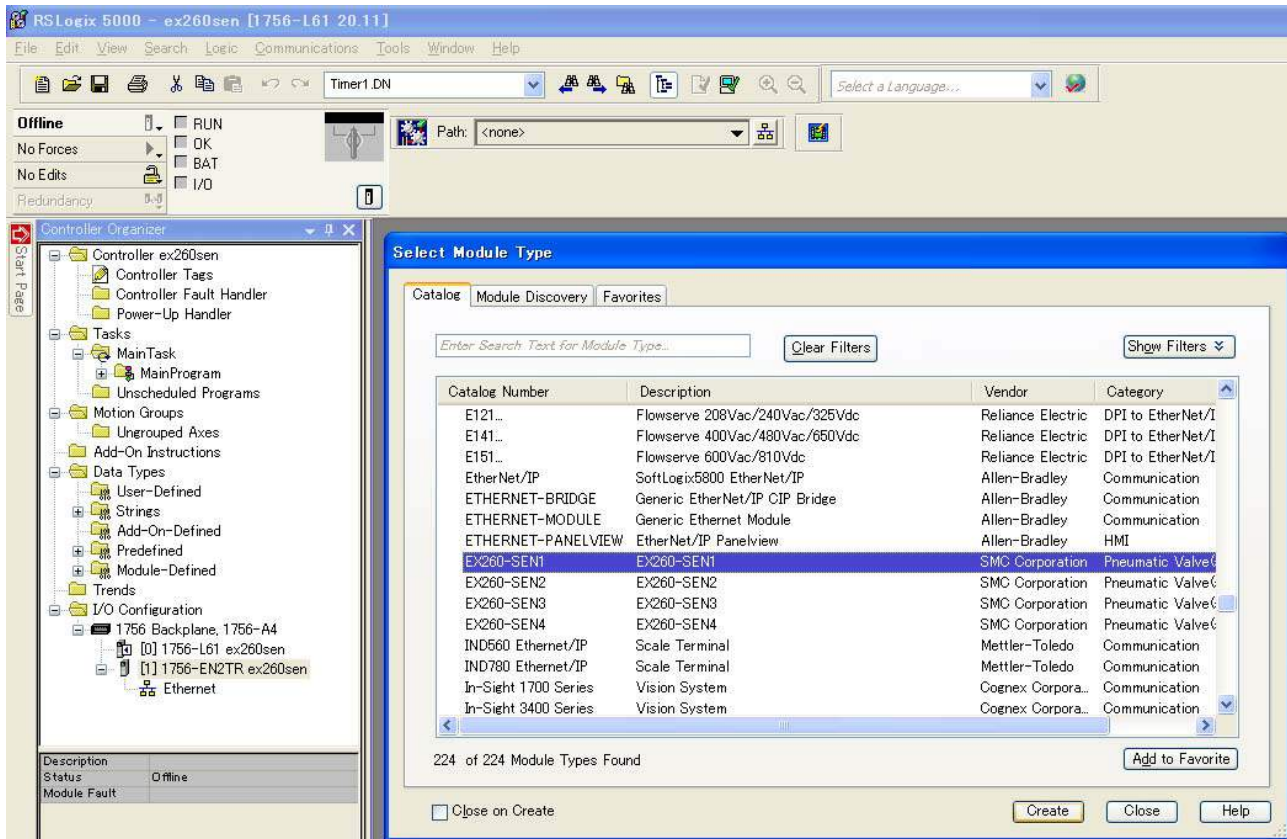 RSLogix 5000 - ex260sen [1756-L61 20.11]
File Edit View Search Logic Communications Tools Window Help
Timer1.DN
Select a Language...
Offline
RUN
No Forces
OK
No Edits
BAT
I/O
Redundancy
Path: <none>
Start Page
Controller Organizer
Controller ex260sen
Controller Tags
Controller Fault Handler
Power-Up Handler
Tasks
MainTask
MainProgram
Unscheduled Programs
Motion Groups
Ungrouped Axes
Add-On Instructions
Data Types
User-Defined
Strings
Add-On-Defined
Predefined
Module-Defined
Trends
I/O Configuration
1756 Backplane, 1756-A4
[0] 1756-L61 ex260sen
[1] 1756-EN2TR ex260sen
Ethernet
Description
Status Offline
Module Fault
Select Module Type
Catalog Module Discovery Favorites
Enter Search Text for Module Type...
Clear Filters
Show Filters
Catalog Number Description Vendor Category
E121... Flowserve 208Vac/240Vac/325Vdc Reliance Electric DPI to EtherNet/I
E141... Flowserve 400Vac/480Vac/650Vdc Reliance Electric DPI to EtherNet/I
E151... Flowserve 600Vac/810Vdc Reliance Electric DPI to EtherNet/I
EtherNet/IP SoftLogix5800 EtherNet/IP Allen-Bradley Communication
ETHERNET-BRIDGE Generic EtherNet/IP CIP Bridge Allen-Bradley Communication
ETHERNET-MODULE Generic Ethernet Module Allen-Bradley Communication
ETHERNET-PANELVIEW EtherNet/IP Panelview Allen-Bradley HMI
EX260-SEN1 EX260-SEN1 SMC Corporation Pneumatic Valve(
EX260-SEN2 EX260-SEN2 SMC Corporation Pneumatic Valve(
EX260-SEN3 EX260-SEN3 SMC Corporation Pneumatic Valve(
EX260-SEN4 EX260-SEN4 SMC Corporation Pneumatic Valve(
IND560 Ethernet/IP Scale Terminal Mettler-Toledo Communication
IND780 Ethernet/IP Scale Terminal Mettler-Toledo Communication
In-Sight 1700 Series Vision System Cognex Corpora... Communication
In-Sight 3400 Series Vision System Cognex Corpora... Communication
224 of 224 Module Types Found
Add to Favorite
Close on Create
Create
Close
Help